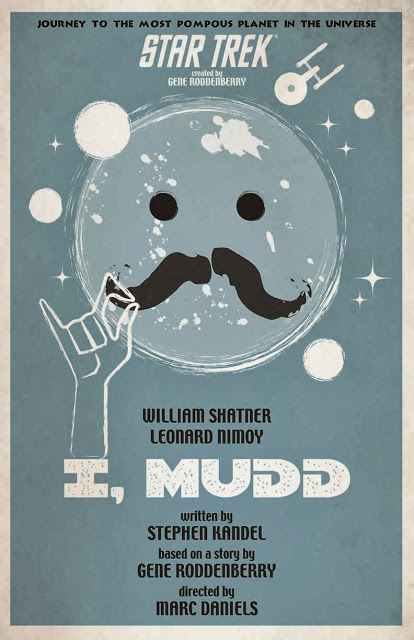 JOURNEY TO THE MOST POMPOUS PLANET IN THE UNIVERSE
STAR TREK
created by
GENE RODDENBERRY
WILLIAM SHATNER
LEONARD NIMOY
I, MUDD
written by
STEPHEN KANDEL
based on a story by
GENE RODDENBERRY
directed by
MARC DANIELS